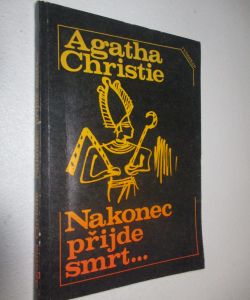 Agatha
Christie
Nakonec
přijde
smrt...